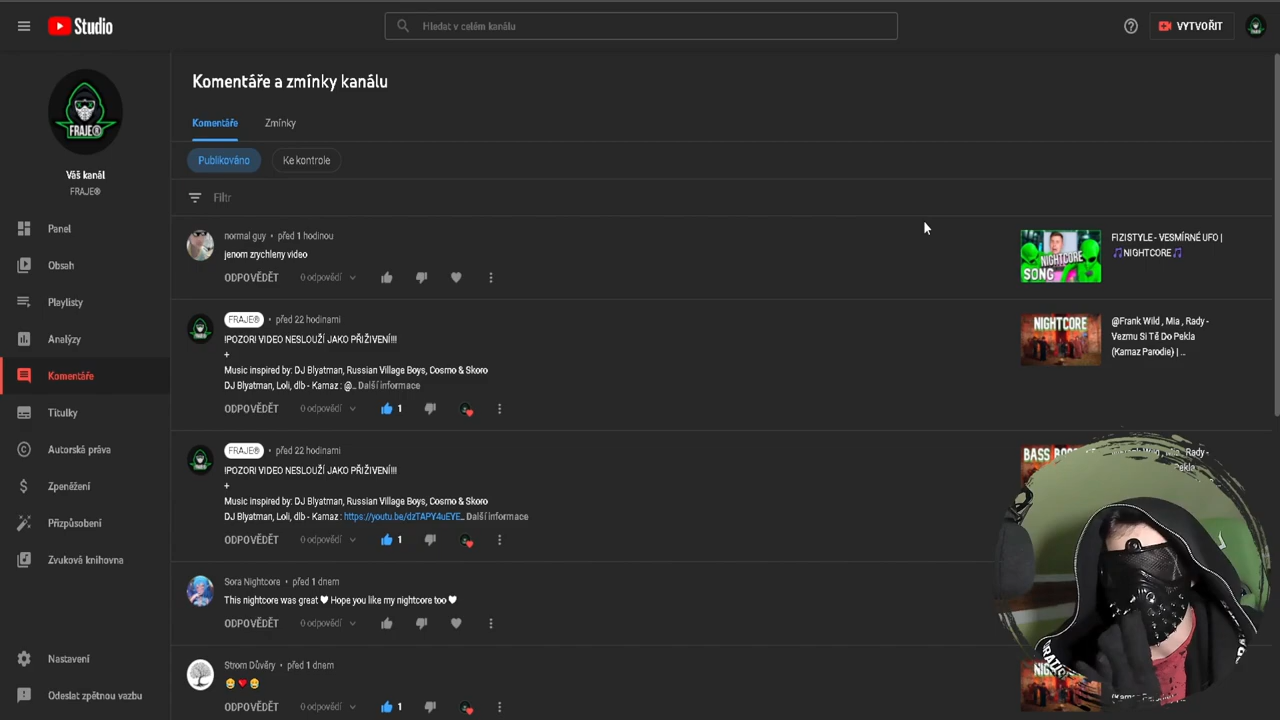 Studio
Hledat v celém kanálu
VYTVOŘIT
FRAJE®
Váš kanál
FRAJE®
Panel
Obsah
Playlisty
Analýzy
Komentáře
Titulky
Autorská práva
Zpeněžení
Přizpůsobení
Zvuková knihovna
Nastavení
Odeslat zpětnou vazbu
Komentáře a zmínky kanálu
Komentáře
Zmínky
Publikováno
Ke kontrole
Filtr
normal guy • před 1 hodinou
jenom zrychleny video
ODPOVĚDĚT 0 odpovědí
NIGHTCORE
SONG
FIZISTYLE - VESMÍRNÉ UFO |
🎵NIGHTCORE🎵
FRAJE® • před 22 hodinami
!POZOR! VIDEO NESLOUŽÍ JAKO PŘIŽIVENÍ!!!
+
Music inspired by: DJ Blyatman, Russian Village Boys, Cosmo & Skoro
DJ Blyatman, Loli, dlb - Kamaz : @... Další informace
ODPOVĚDĚT 0 odpovědí 1
NIGHTCORE
@Frank Wild , Mia , Rady -
Vezmu Si Tě Do Pekla
(Kamaz Parodie) | ...
FRAJE® • před 22 hodinami
!POZOR! VIDEO NESLOUŽÍ JAKO PŘIŽIVENÍ!!!
+
Music inspired by: DJ Blyatman, Russian Village Boys, Cosmo & Skoro
DJ Blyatman, Loli, dlb - Kamaz : https://youtu.be/dzTAPY4uEYE... Další informace
ODPOVĚDĚT 0 odpovědí 1
BASS
Mia , Rady -
Pekla
Sora Nightcore • před 1 dnem
This nightcore was great ♥ Hope you like my nightcore too ♥
ODPOVĚDĚT 0 odpovědí
Strom Důvěry • před 1 dnem
😂 ❤️ 😂
ODPOVĚDĚT 0 odpovědí 1